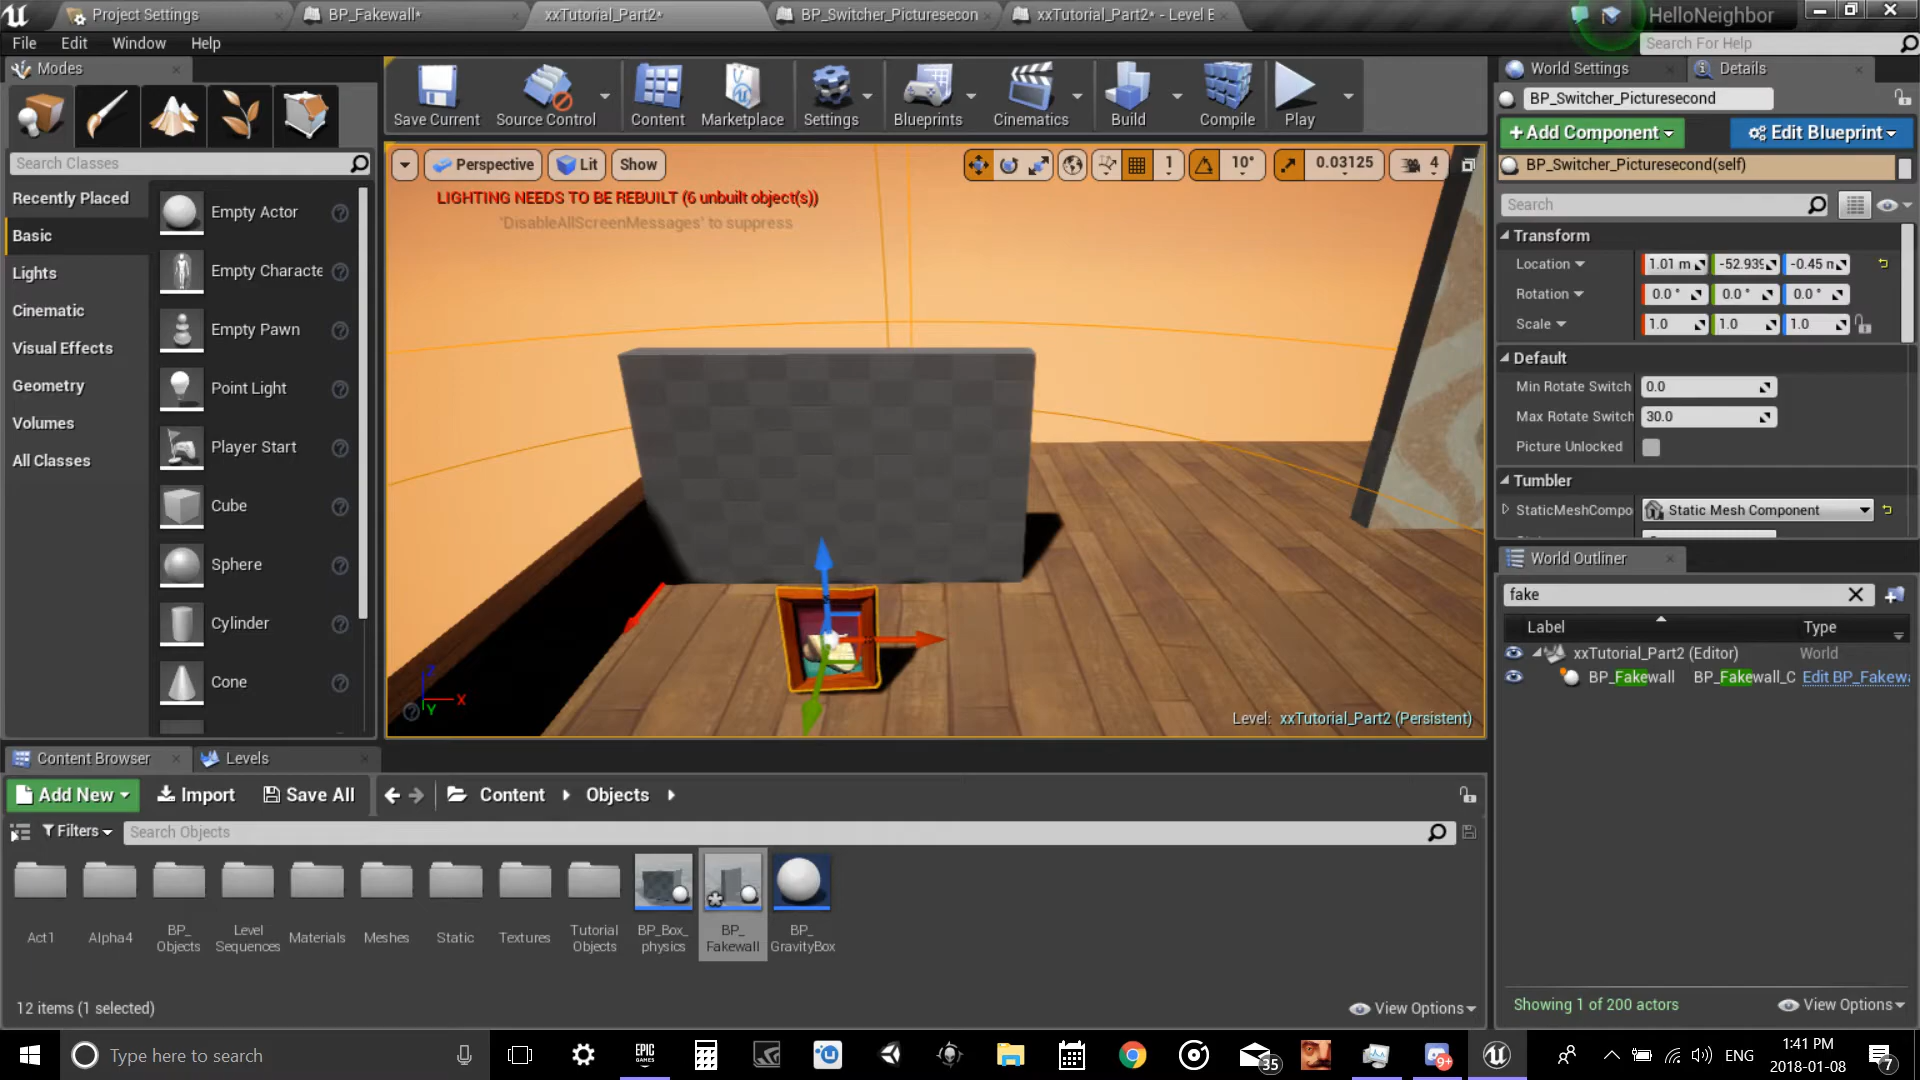 Project Settings
BP_Fakewall*
xxTutorial_Part2*
BP_Switcher_Picturesecon
xxTutorial_Part2* - Level E
HelloNeighbor
File
Edit
Window
Help
Search For Help
Modes
World Settings
Details
BP_Switcher_Picturesecond
Save Current
Source Control
Content
Marketplace
Settings
Blueprints
Cinematics
Build
Compile
Play
+Add Component
Edit Blueprint
Search Classes
Perspective
Lit
Show
1
10°
0.03125
4
BP_Switcher_Picturesecond(self)
LIGHTING NEEDS TO BE REBUILT (6 unbuilt object(s))
'DisableAllScreenMessages' to suppress
Search
Recently Placed
Basic
Lights
Cinematic
Visual Effects
Geometry
Volumes
All Classes
Empty Actor
Empty Characte
Empty Pawn
Point Light
Player Start
Cube
Sphere
Cylinder
Cone
Transform
Location
1.01 m
-52.939
-0.45 m
Rotation
0.0 °
0.0 °
0.0 °
Scale
1.0
1.0
1.0
Default
Min Rotate Switch
0.0
Max Rotate Switch
30.0
Picture Unlocked
Tumbler
StaticMeshCompo
Static Mesh Component
World Outliner
fake
Label
Type
xxTutorial_Part2 (Editor)
World
BP_Fakewall
BP_Fakewall_C
Edit BP_Fakewa
Z
X
Y
Level: xxTutorial_Part2 (Persistent)
Content Browser
Levels
Add New
Import
Save All
Content
Objects
Filters
Search Objects
Act1
Alpha4
BP_
Objects
Level
Sequences
Materials
Meshes
Static
Textures
Tutorial
Objects
BP_Box_
physics
BP_
Fakewall
BP_
GravityBox
12 items (1 selected)
View Options
Showing 1 of 200 actors
View Options
Type here to search
EPIC
GAMES
35
9+
ENG
1:41 PM
2018-01-08
7